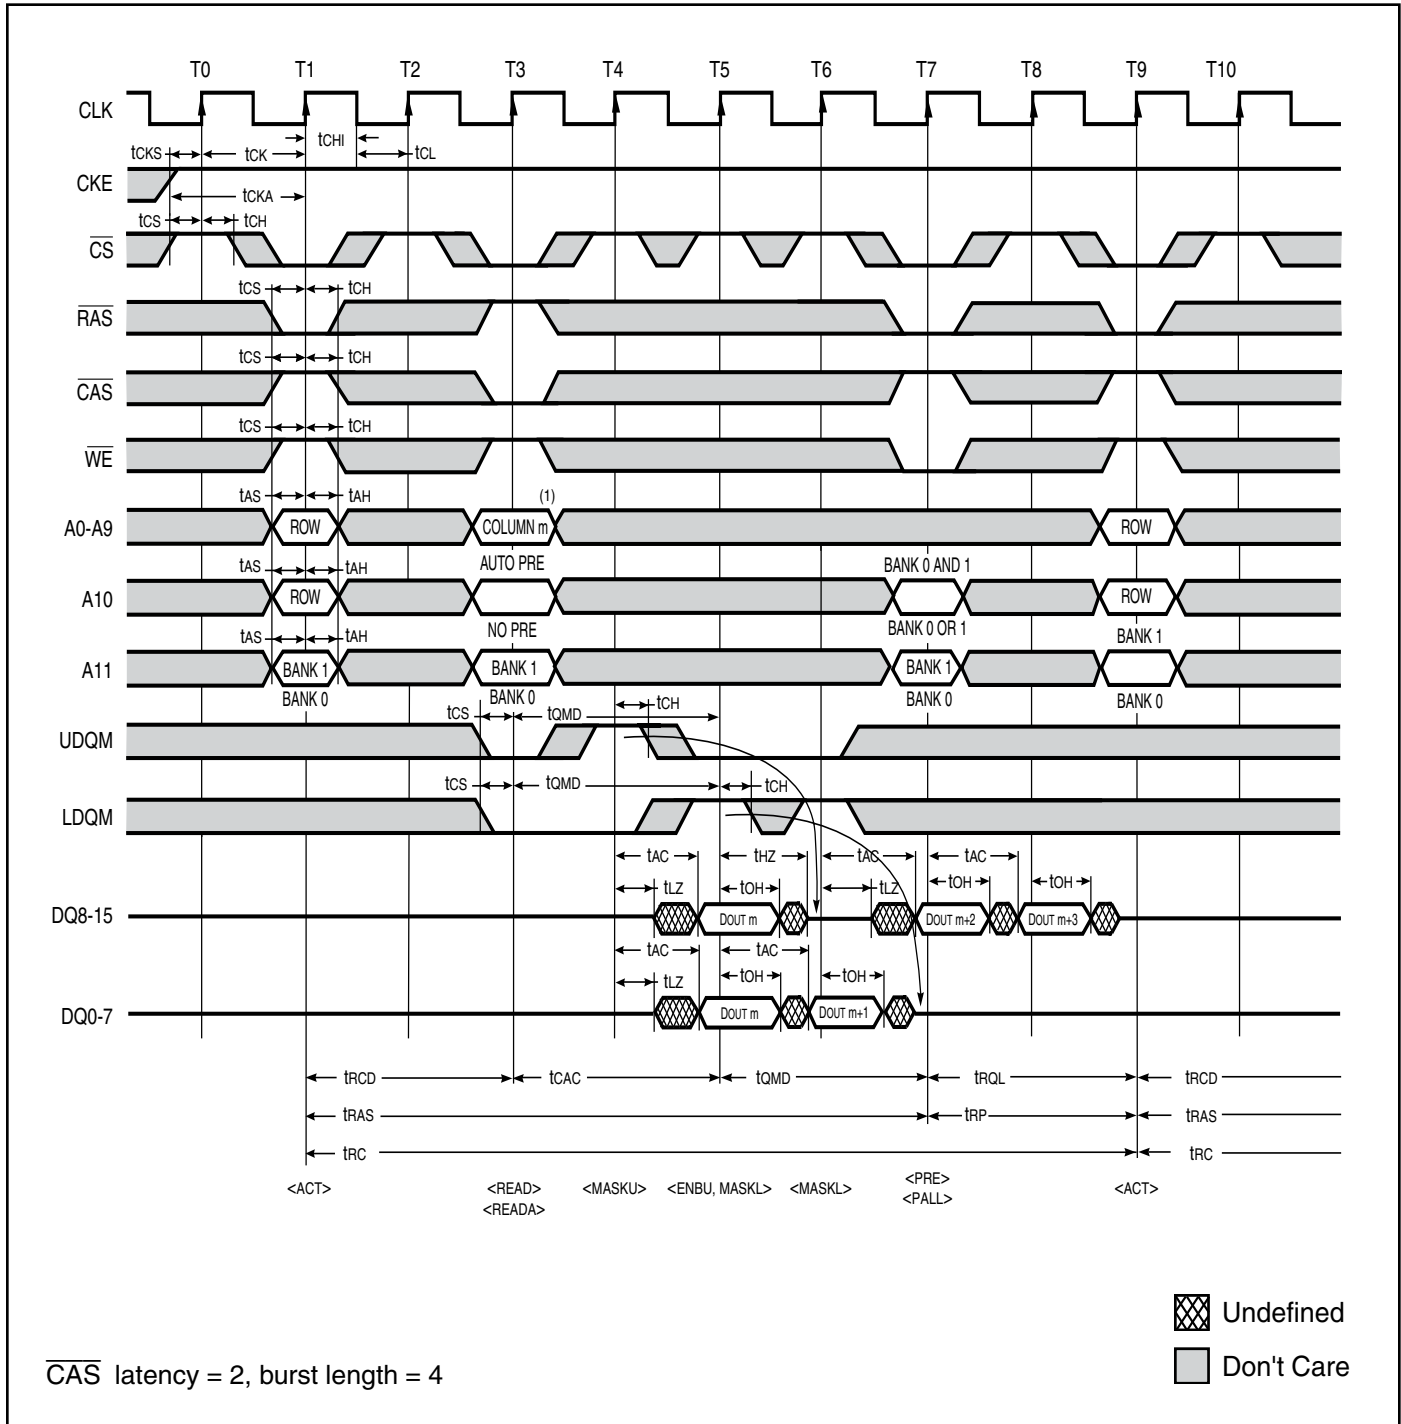 T0 T1 T2 T3 T4 T5 T6 T7 T8 T9 T10
CLK
tCHI
tCKS tCK tCL
CKE
tCKA
tCS tCH
CS
tCS tCH
RAS
tCS tCH
CAS
tCS tCH
WE
tAS tAH (1)
A0-A9 ROW COLUMN m ROW
tAS tAH AUTO PRE BANK 0 AND 1
A10 ROW ROW
NO PRE BANK 0 OR 1 BANK 1
tAS tAH
A11 BANK 1 BANK 1 BANK 1
BANK 0 BANK 0 BANK 0 BANK 0
tCS tQMD tCH
UDQM
tCS tQMD tCH
LDQM
tAC tHZ tAC tAC
tLZ tOH tLZ tOH tOH
DQ8-15 DOUT m DOUT m+2 DOUT m+3
tAC tAC
tLZ tOH tOH
DQ0-7 DOUT m DOUT m+1
tRCD tCAC tQMD tRQL tRCD
tRAS tRP tRAS
tRC tRC
<ACT> <READ> <MASKU> <ENBU, MASKL> <MASKL> <PRE> <ACT>
<READA> <PALL>
Undefined
Don't Care
CAS latency = 2, burst length = 4